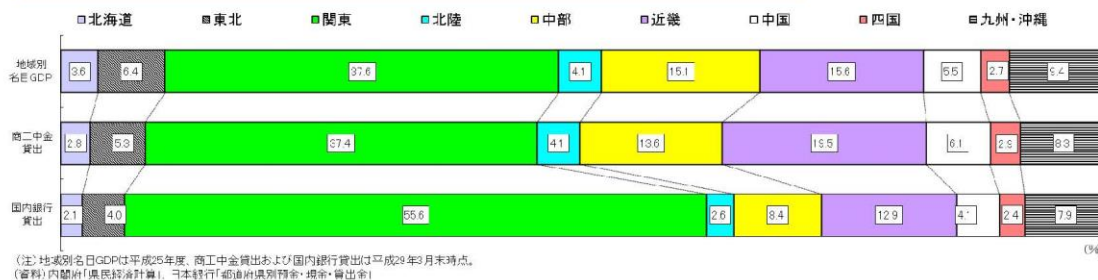 北海道 東北 関東 北陸 中部 近畿 中国 四国 九州・沖縄
地域別
名目GDP
3.6 6.4 37.6 4.1 15.1 15.6 5.5 2.7 9.4
商工中金
貸出
2.8 5.3 37.4 4.1 13.6 19.5 6.1 2.9 8.3
国内銀行
貸出
2.1 4.0 55.6 2.6 8.4 12.9 4.1 2.4 7.9
(%)
(注)地域別名目GDPは平成25年度、商工中金貸出および国内銀行貸出は平成29年3月末時点。
(資料)内閣府「県民経済計算」、日本銀行「都道府県別預金・現金・貸出金」